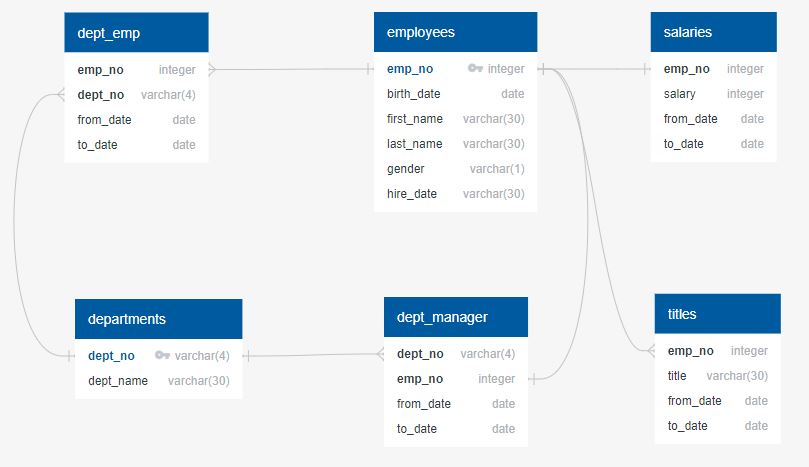 dept_emp
emp_no integer
dept_no varchar(4)
from_date date
to_date date
employees
emp_no integer
birth_date date
first_name varchar(30)
last_name varchar(30)
gender varchar(1)
hire_date varchar(30)
salaries
emp_no integer
salary integer
from_date date
to_date date
departments
dept_no varchar(4)
dept_name varchar(30)
dept_manager
dept_no varchar(4)
emp_no integer
from_date date
to_date date
titles
emp_no integer
title varchar(30)
from_date date
to_date date